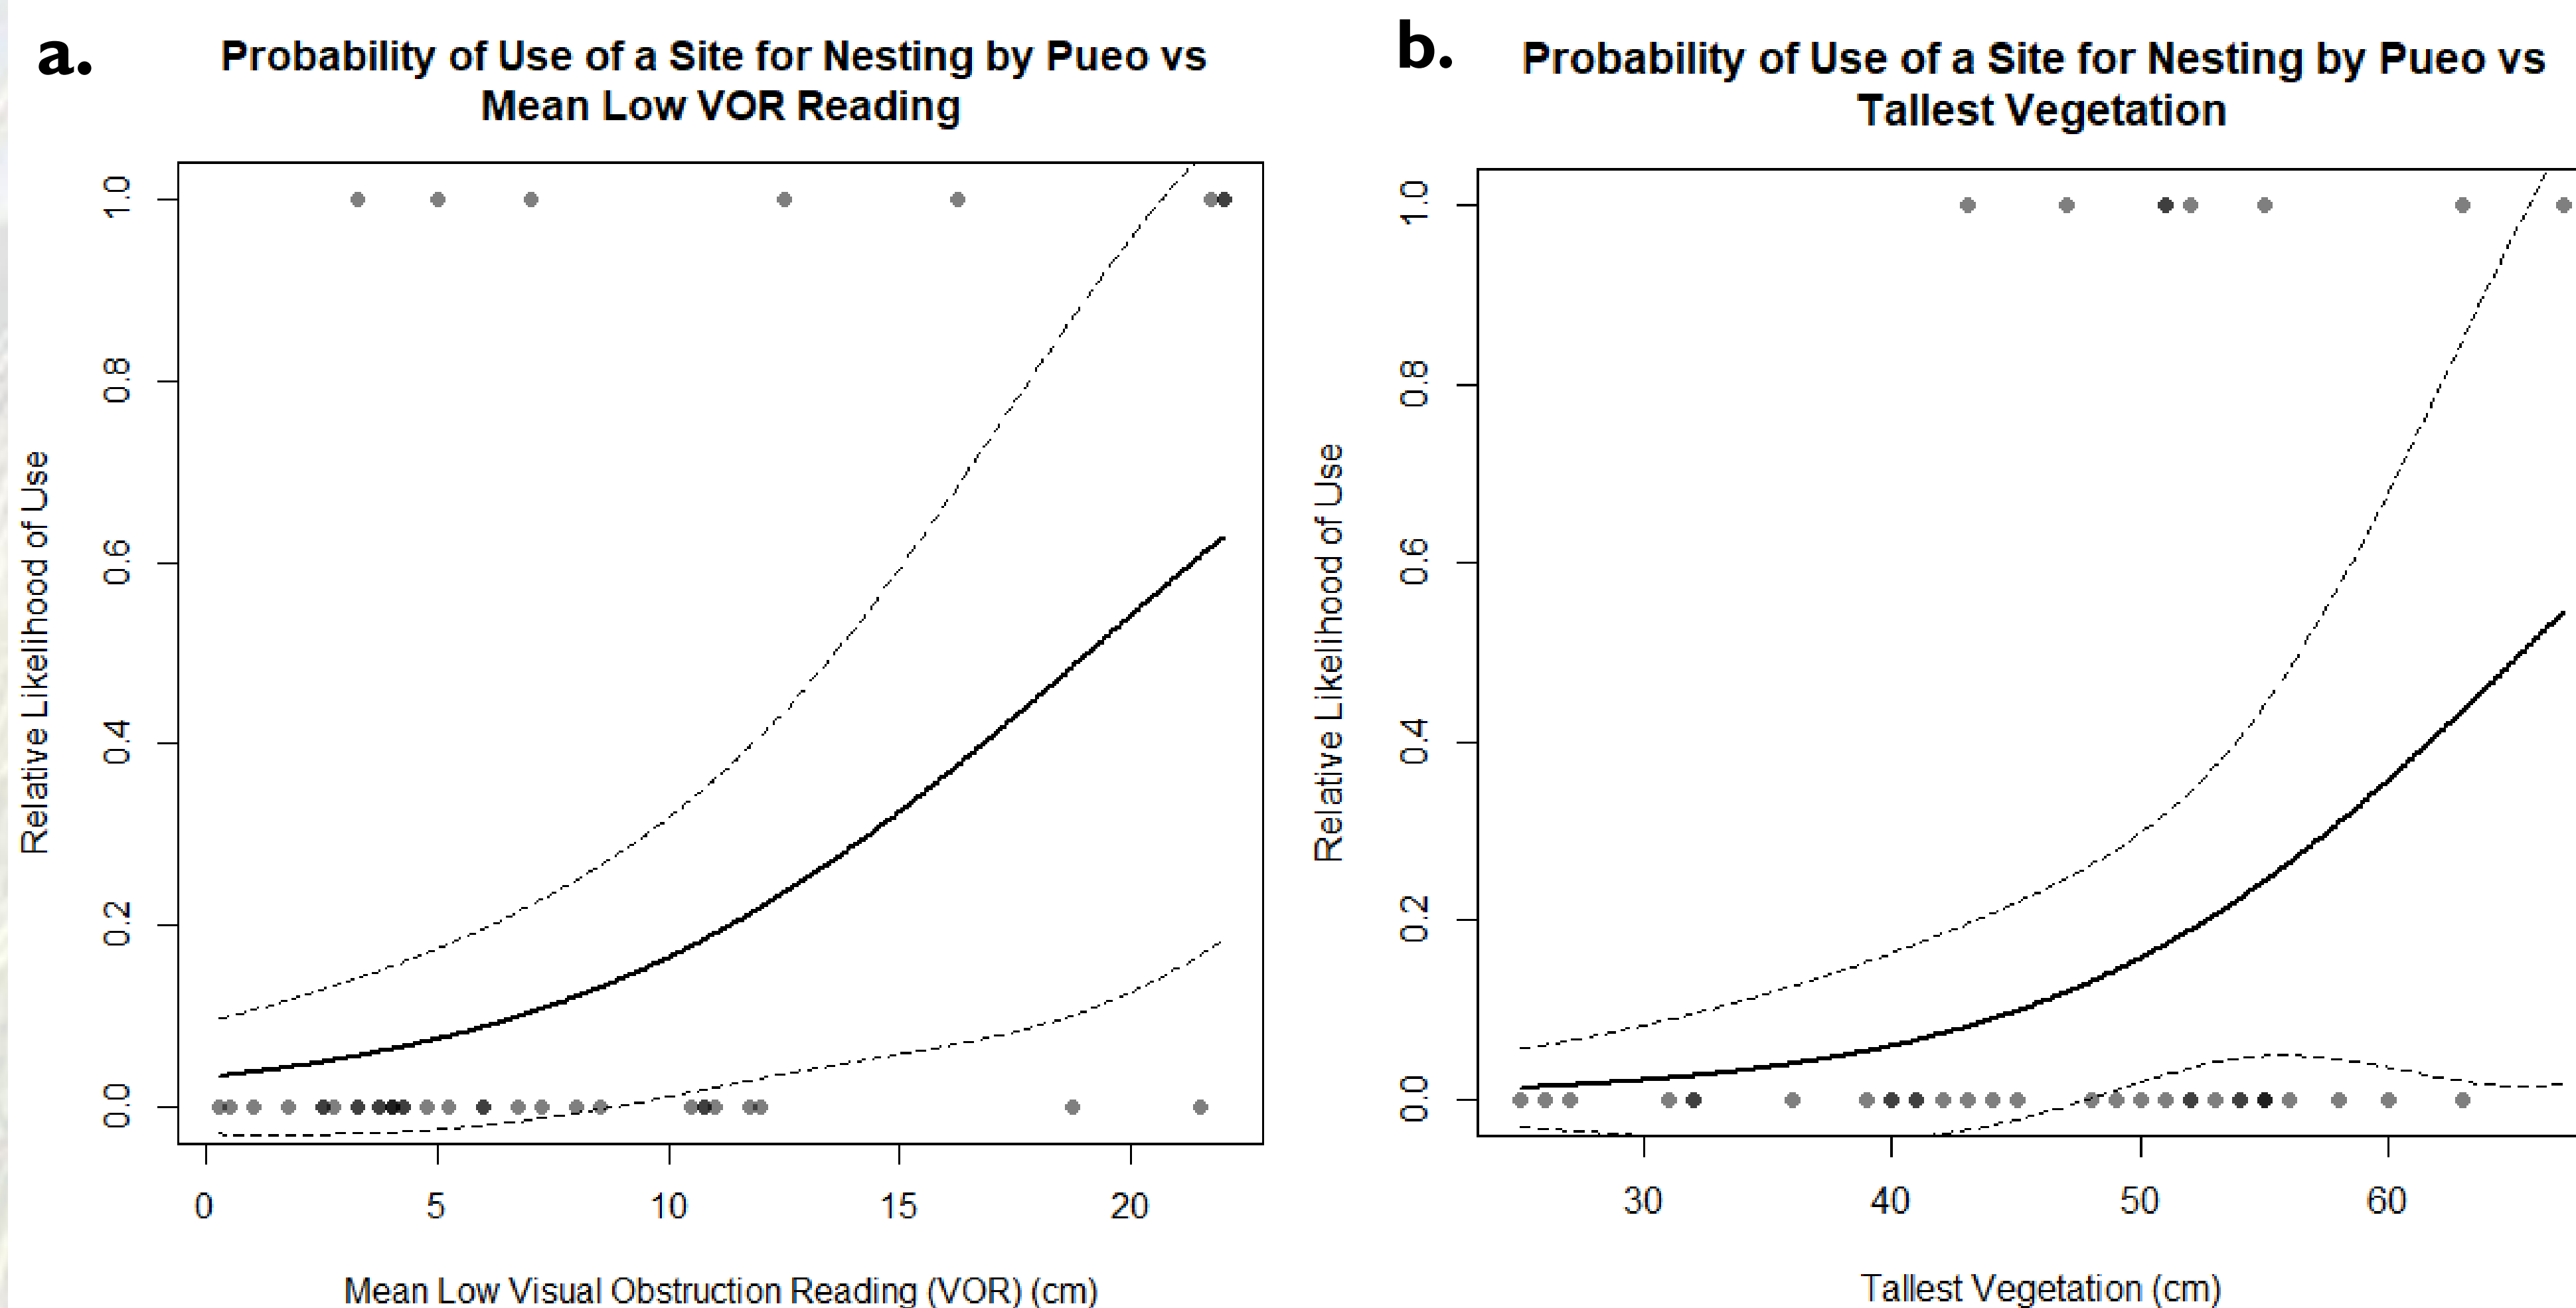 a.
Probability of Use of a Site for Nesting by Pueo vs
Mean Low VOR Reading
Relative Likelihood of Use
1.0
0.8
0.6
0.4
0.2
0.0
0 5 10 15 20
Mean Low Visual Obstruction Reading (VOR) (cm)
b.
Probability of Use of a Site for Nesting by Pueo vs
Tallest Vegetation
Relative Likelihood of Use
1.0
0.8
0.6
0.4
0.2
0.0
30 40 50 60
Tallest Vegetation (cm)